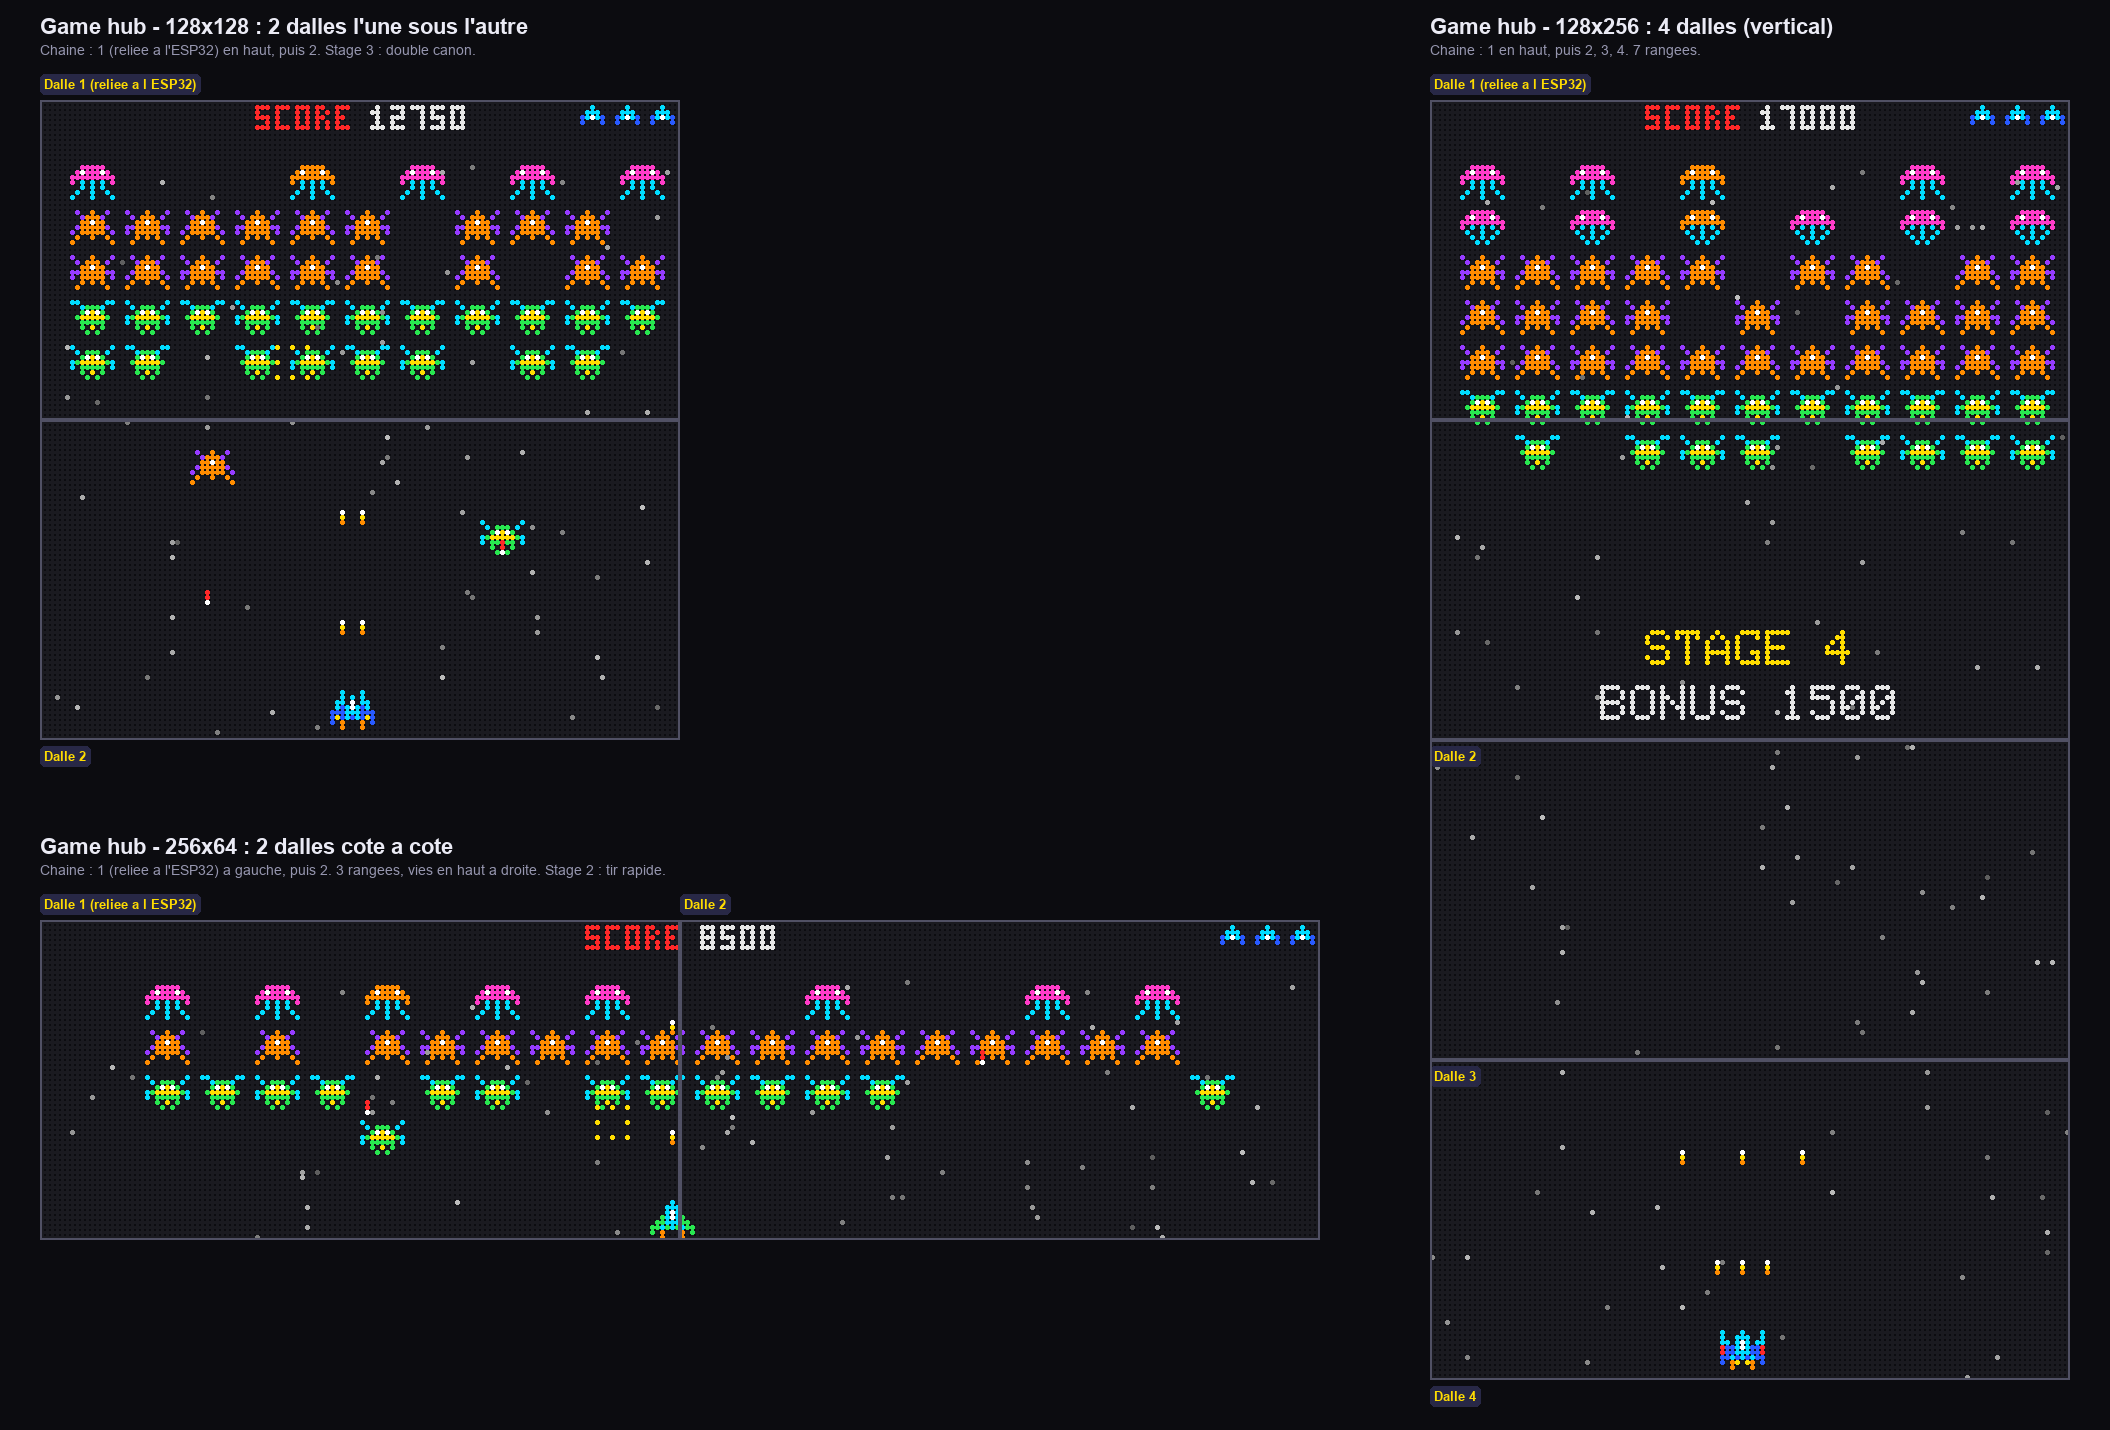 Game hub - 128x128 : 2 dalles l'une sous l'autre
Chaine : 1 (reliee a l'ESP32) en haut, puis 2. Stage 3 : double canon.
Dalle 1 (reliee a l ESP32)
SCORE 12750
Dalle 2
Game hub - 256x64 : 2 dalles cote a cote
Chaine : 1 (reliee a l'ESP32) a gauche, puis 2. 3 rangees, vies en haut a droite. Stage 2 : tir rapide.
Dalle 1 (reliee a l ESP32)
Dalle 2
SCORE 8500
Game hub - 128x256 : 4 dalles (vertical)
Chaine : 1 en haut, puis 2, 3, 4. 7 rangees.
Dalle 1 (reliee a l ESP32)
SCORE 17000
STAGE 4
BONUS 1500
Dalle 2
Dalle 3
Dalle 4